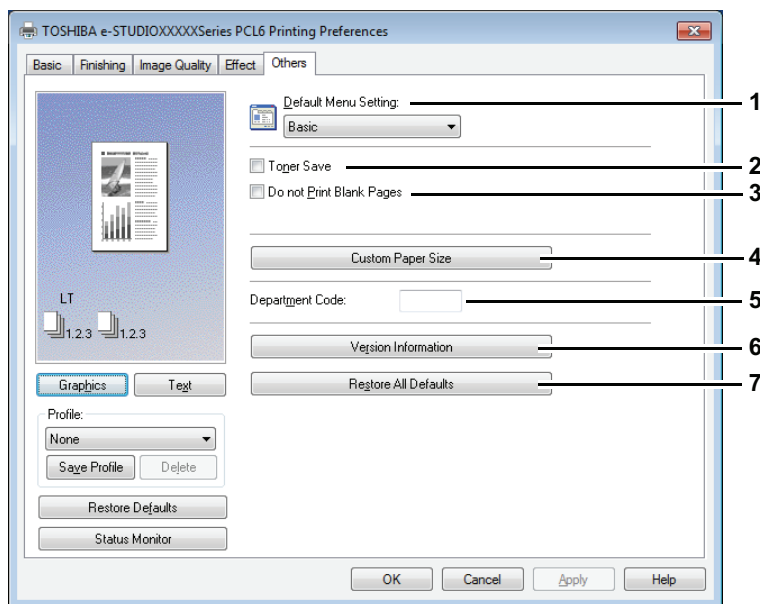 TOSHIBA e-STUDIOXXXXXSeries PCL6 Printing Preferences
Basic Finishing Image Quality Effect Others
Default Menu Setting: 1
Basic
Toner Save 2
Do not Print Blank Pages 3
Custom Paper Size 4
LT
Department Code: 5
1.2.3 1.2.3
Version Information 6
Graphics Text
Restore All Defaults 7
Profile:
None
Save Profile Delete
Restore Defaults
Status Monitor
OK Cancel Apply Help